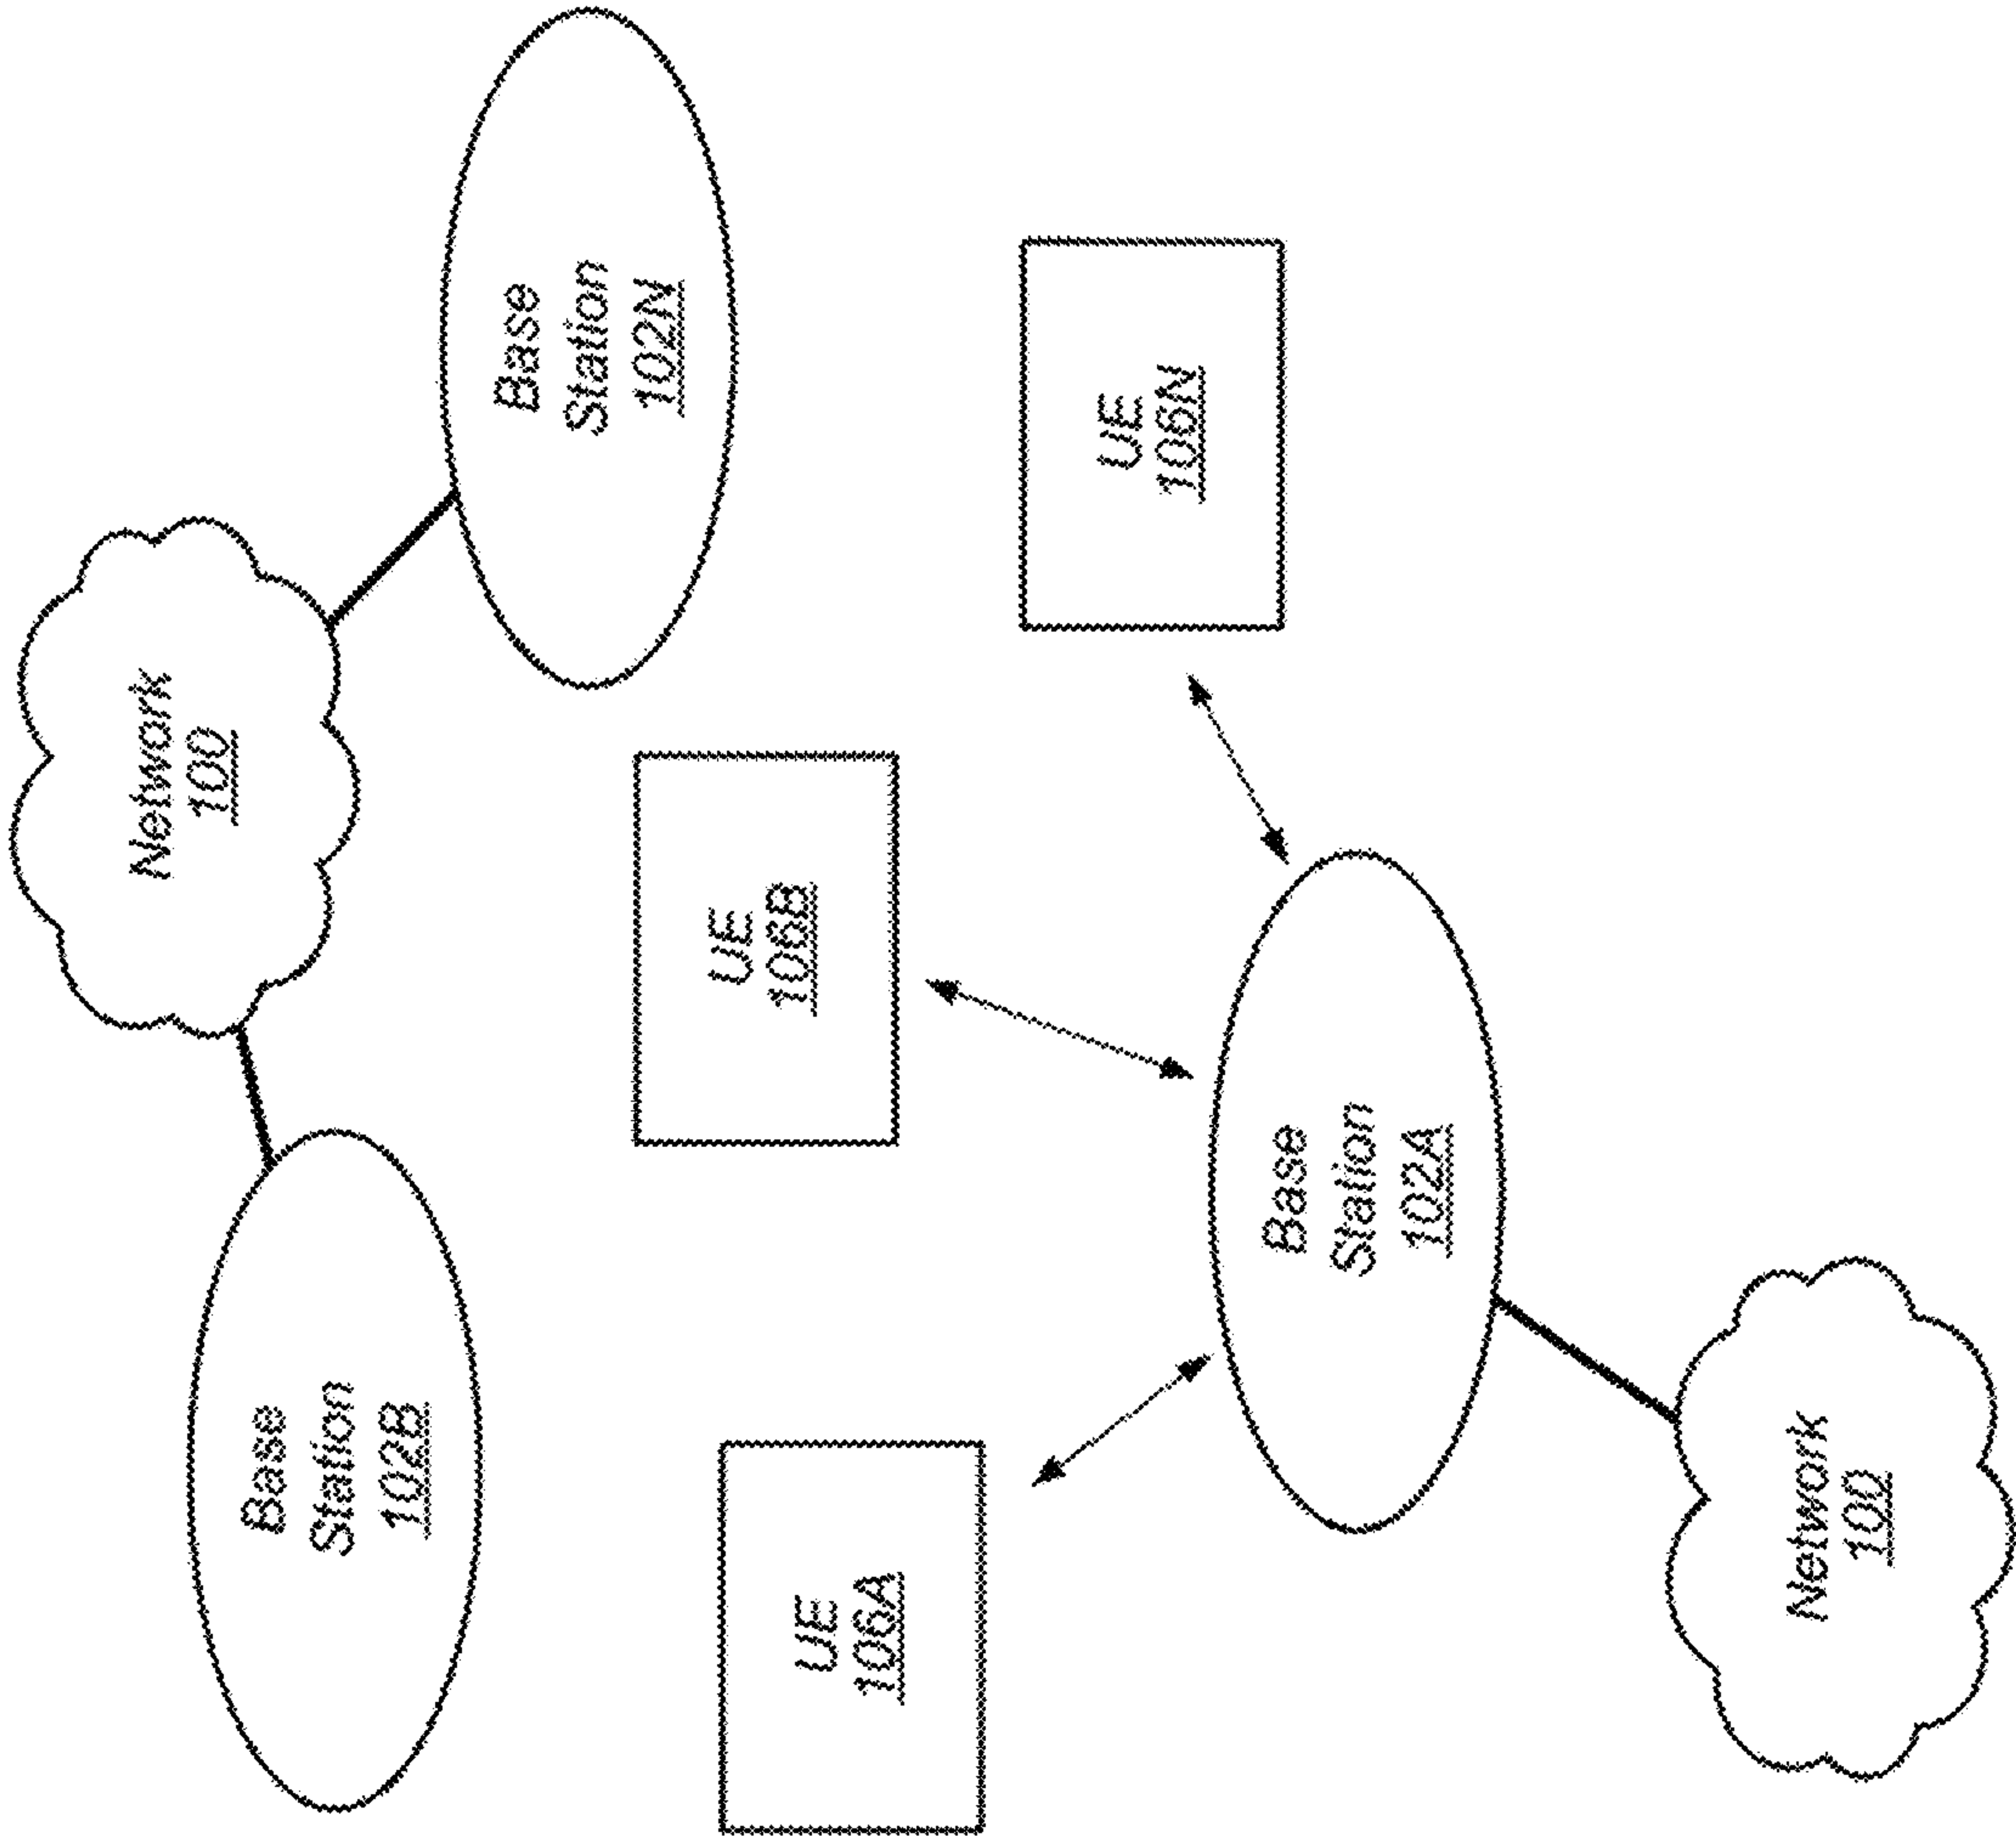 Network
100
Base
Station
102B
Base
Station
102N
UE
106B
UE
106A
UE
106N
Base
Station
102A
Network
100